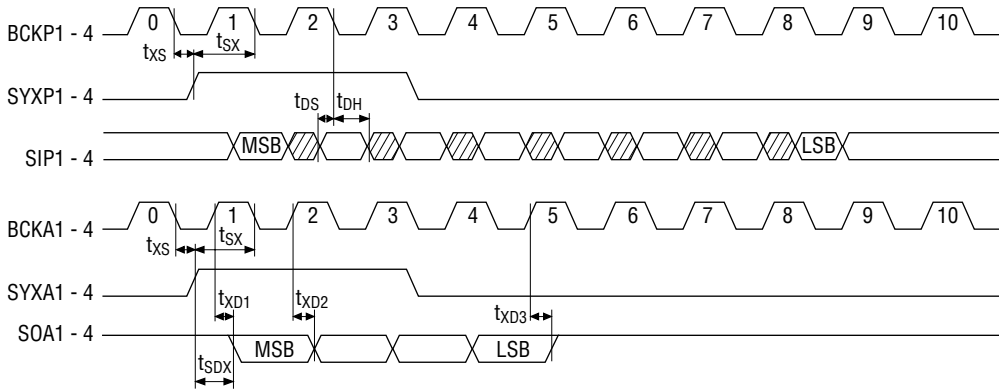 BCKP1 - 4 0 1 2 3 4 5 6 7 8 9 10
tXS tSX
SYXP1 - 4
tDS tDH
SIP1 - 4 MSB LSB
BCKA1 - 4 0 1 2 3 4 5 6 7 8 9 10
tXS tSX
SYXA1 - 4
tXD1 tXD2 tXD3
SOA1 - 4 MSB LSB
tSDX